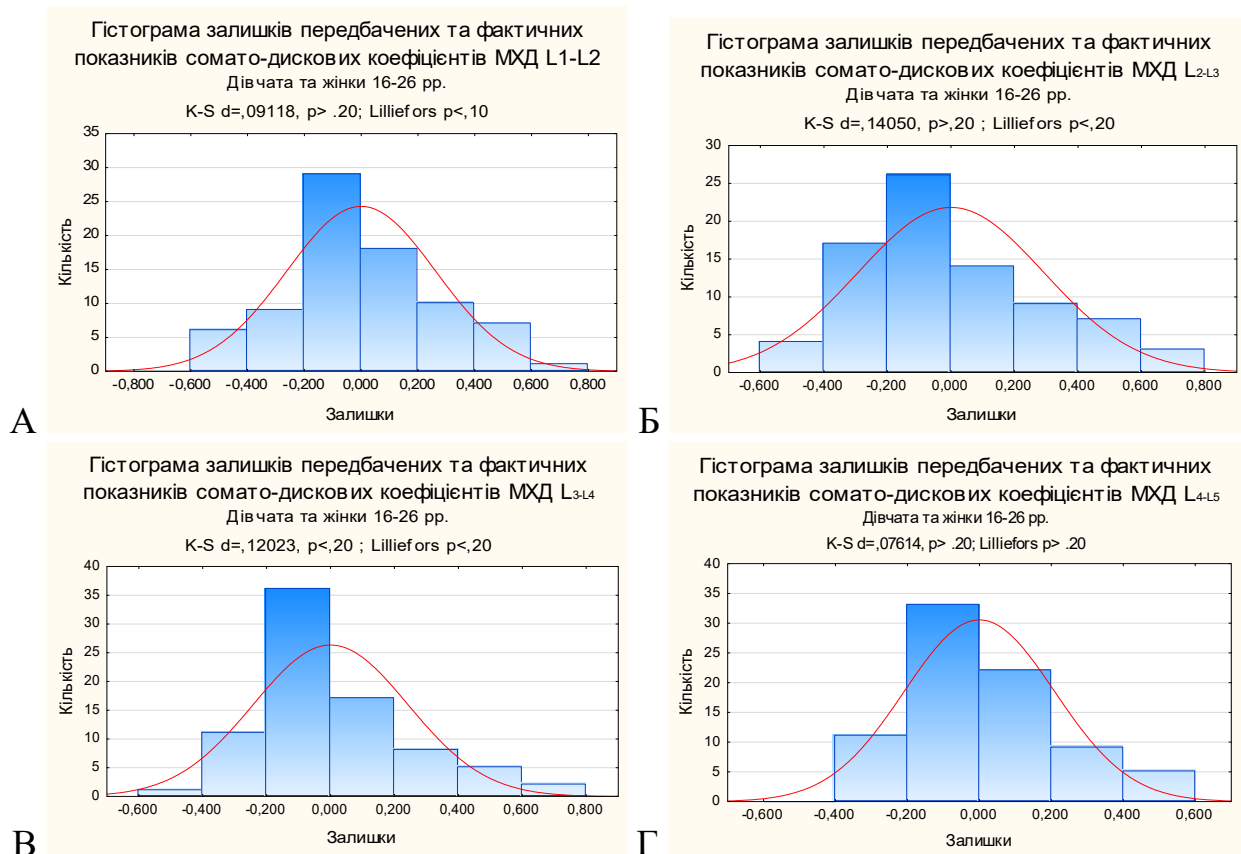 Гістограма залишків передбачених та фактичних
показників сомато-дискових коефіцієнтів МХД L1-L2
Дівчата та жінки 16-26 рр.
K-S d=,09118, p> .20; Lilliefors p<,10
35
30
25
20
15
10
5
0
Кількість
-0,800 -0,600 -0,400 -0,200 0,000 0,200 0,400 0,600 0,800
Залишки
А
Гістограма залишків передбачених та фактичних
показників сомато-дискових коефіцієнтів МХД L2-L3
Дівчата та жінки 16-26 рр.
K-S d=,14050, p>,20 ; Lilliefors p<,20
30
25
20
15
10
5
0
Кількість
-0,600 -0,400 -0,200 0,000 0,200 0,400 0,600 0,800
Залишки
Б
Гістограма залишків передбачених та фактичних
показників сомато-дискових коефіцієнтів МХД L3-L4
Дівчата та жінки 16-26 рр.
K-S d=,12023, p<,20 ; Lilliefors p<,20
40
35
30
25
20
15
10
5
0
Кількість
-0,600 -0,400 -0,200 0,000 0,200 0,400 0,600 0,800
Залишки
В
Гістограма залишків передбачених та фактичних
показників сомато-дискових коефіцієнтів МХД L4-L5
Дівчата та жінки 16-26 рр.
K-S d=,07614, p> .20; Lilliefors p> .20
40
35
30
25
20
15
10
5
0
Кількість
-0,600 -0,400 -0,200 0,000 0,200 0,400 0,600
Залишки
Г